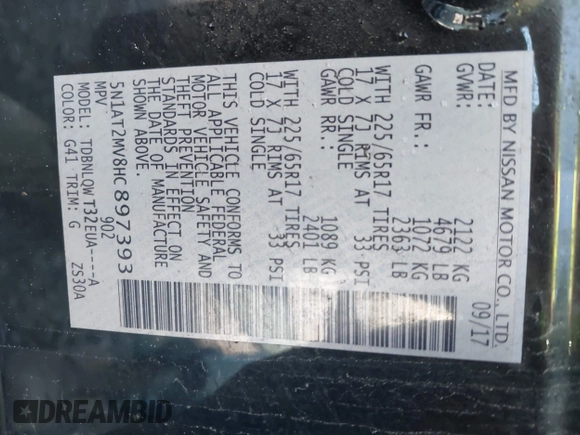 MFD BY NISSAN MOTOR CO., LTD.
DATE: 09/17
GVWR: 2122 KG
4679 LB
GAWR FR: 1072 KG
2363 LB
WITH 225/65R17 TIRES
17 X 7J RIMS AT 33 PSI
COLD SINGLE
GAWR RR: 1089 KG
2401 LB
WITH 225/65R17 TIRES
17 X 7J RIMS AT 33 PSI
COLD SINGLE
THIS VEHICLE CONFORMS TO
ALL APPLICABLE FEDERAL
MOTOR VEHICLE SAFETY AND
THEFT PREVENTION
STANDARDS IN EFFECT ON
THE DATE OF MANUFACTURE
SHOWN ABOVE.
5N1AT2MV8HC897393
MPV 902
MODEL: TDBNLQW T32EUA----A
COLOR: G41 TRIM: G ZS30A
DREAMBID